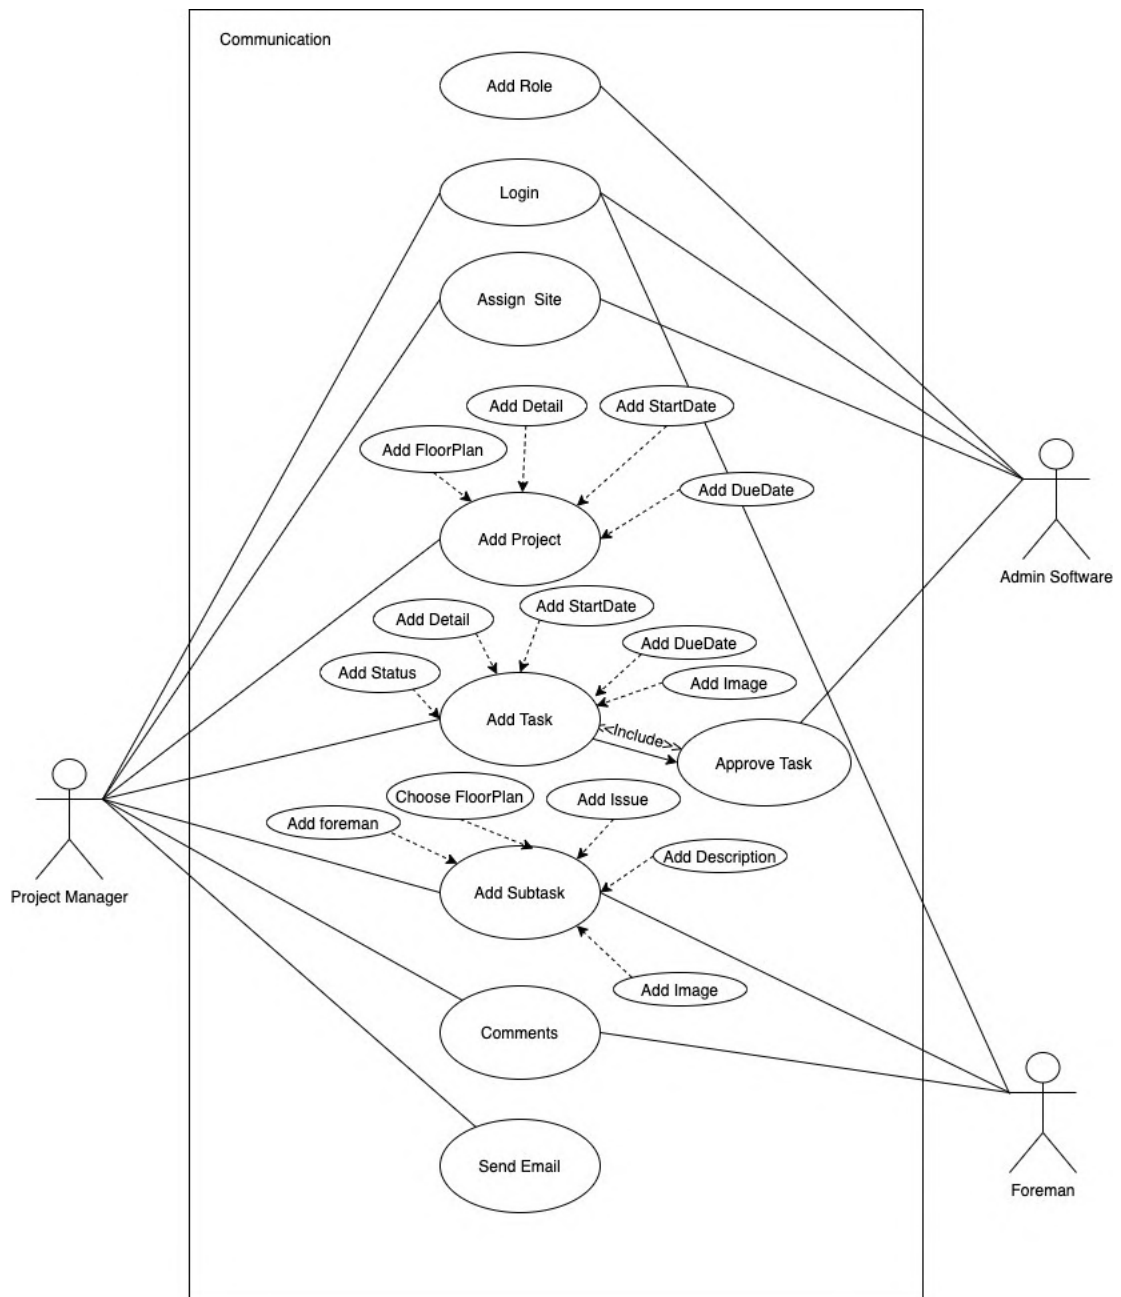 Communication
Add Role
Login
Assign  Site
Add Detail
Add StartDate
Add FloorPlan
Add DueDate
Add Project
Admin Software
Add StartDate
Add Detail
Add DueDate
Add Status
Add Image
Add Task
<<Include>>
Approve Task
Choose FloorPlan
Add Issue
Add foreman
Add Description
Add Subtask
Project Manager
Add Image
Comments
Send Email
Foreman